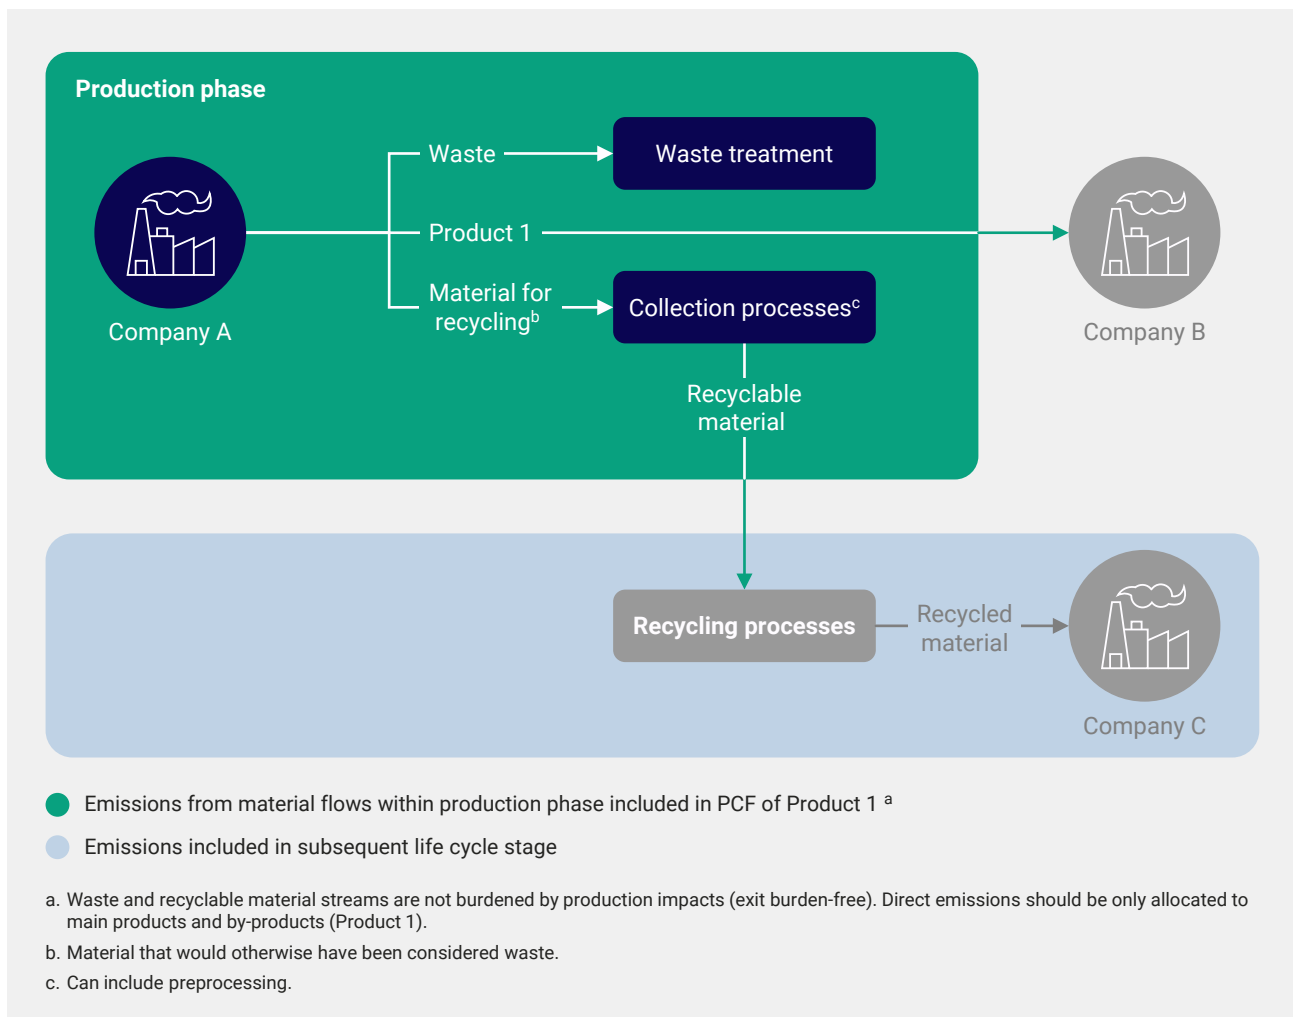 Production phase
Waste
Waste treatment
Product 1
Material for
recyclingᵇ
Collection processesᶜ
Company A
Company B
Recyclable
material
Recycling processes
Recycled
material
Company C
Emissions from material flows within production phase included in PCF of Product 1 ᵃ
Emissions included in subsequent life cycle stage
a. Waste and recyclable material streams are not burdened by production impacts (exit burden-free). Direct emissions should be only allocated to
main products and by-products (Product 1).
b. Material that would otherwise have been considered waste.
c. Can include preprocessing.